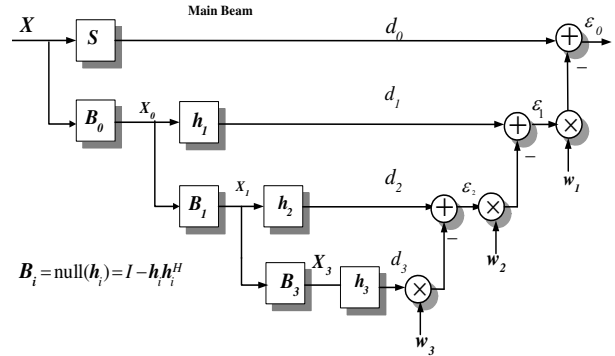 Main Beam
X S d₀ ε₀
B₀ X₀ h₁ d₁ ε₁
w₁
B₁ X₁ h₂ d₂ ε₂
w₂
B₃ X₃ h₃ d₃
w₃
Bᵢ = null(hᵢ) = I − hᵢhᵢᴴ